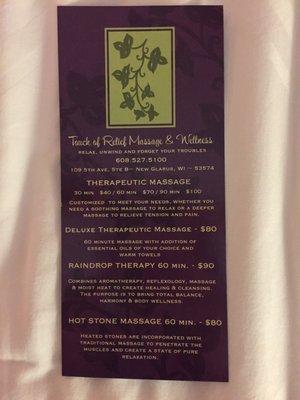 Touch of Relief Massage & Wellness
RELAX, UNWIND AND FORGET YOUR TROUBLES
608.527.5100
109 5TH AVE. STE B~ NEW GLARUS, WI ~ 53574
THERAPEUTIC MASSAGE
30 MIN $40/60 MIN $70/90 MIN $100
CUSTOMIZED TO MEET YOUR NEEDS, WHETHER YOU
NEED A SOOTHING MASSAGE TO RELAX OR A DEEPER
MASSAGE TO RELIEVE TENSION AND PAIN.
DELUXE THERAPEUTIC MASSAGE - $80
60 MINUTE MASSAGE WITH ADDITION OF
ESSENTIAL OILS OF YOUR CHOICE AND
WARM TOWELS
RAINDROP THERAPY 60 MIN. - $90
COMBINES AROMATHERAPY, REFLEXOLOGY, MASSAGE
& MOIST HEAT TO CREATE HEALING & CLEANSING.
THE PURPOSE IS TO BRING TOTAL BALANCE,
HARMONY & BODY WELLNESS.
HOT STONE MASSAGE 60 MIN. - $80
HEATED STONES ARE INCORPORATED WITH
TRADITIONAL MASSAGE TO PENETRATE THE
MUSCLES AND CREATE A STATE OF PURE
RELAXATION.